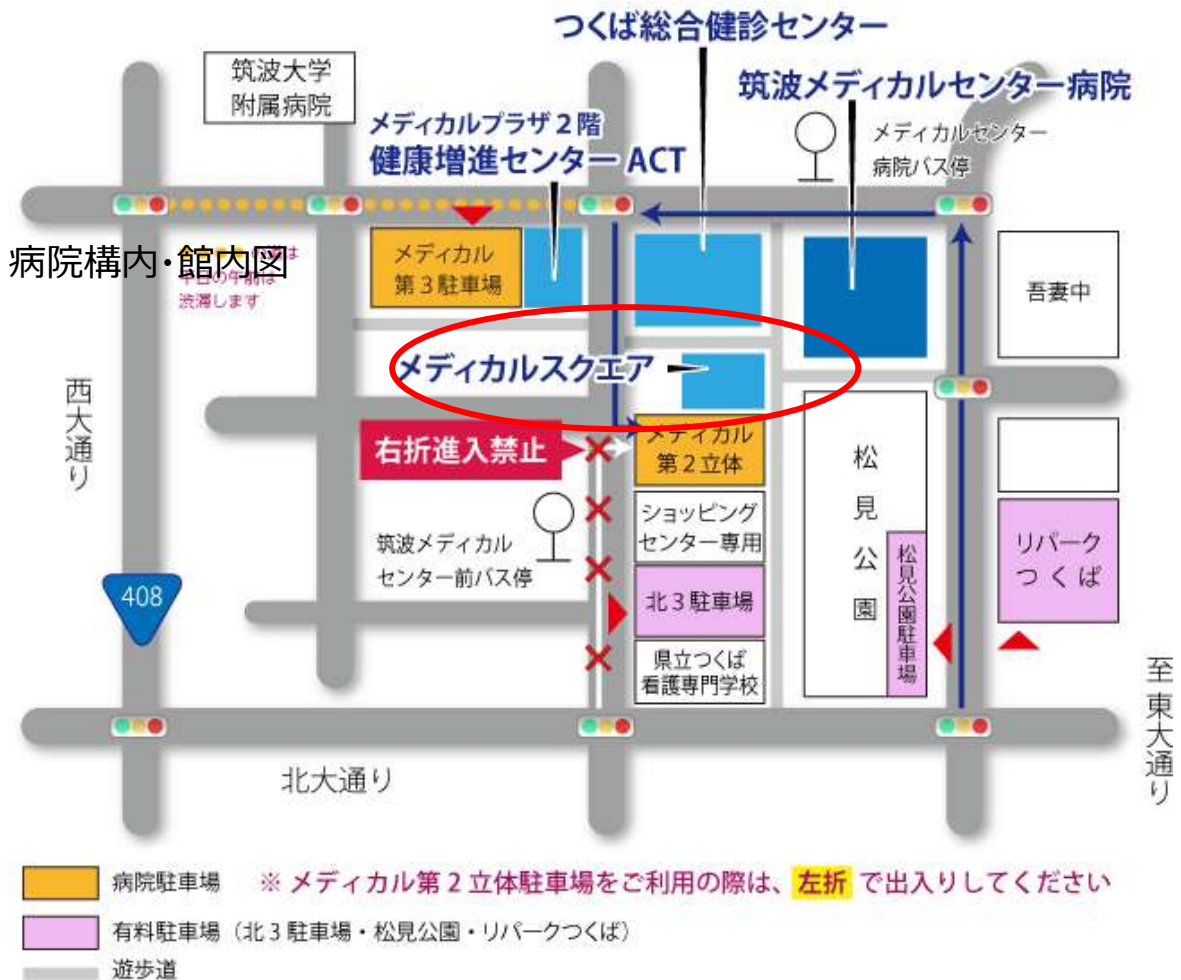 つくば総合健診センター
筑波大学
附属病院
筑波メディカルセンター病院
メディカルプラザ2階
健康増進センター ACT
メディカルセンター
病院バス停
病院構内・館内図
は
平日の午前は
渋滞します
メディカル
第3駐車場
吾妻中
メディカルスクエア
西大通り
右折進入禁止
メディカル
第2立体
松見公園
ショッピング
センター専用
リパーク
つくば
筑波メディカル
センター前バス停
松見公園駐車場
408
北3駐車場
県立つくば
看護専門学校
至東大通り
北大通り
病院駐車場
※ メディカル第2立体駐車場をご利用の際は、左折で出入りしてください
有料駐車場(北3駐車場・松見公園・リパークつくば)
遊歩道